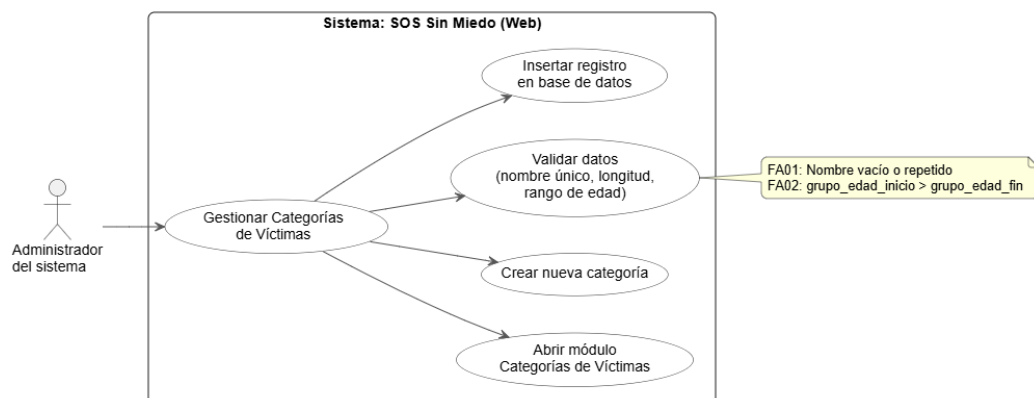 Sistema: SOS Sin Miedo (Web)
Insertar registro
en base de datos
Validar datos
(nombre único, longitud,
rango de edad)
FA01: Nombre vacío o repetido
FA02: grupo_edad_inicio > grupo_edad_fin
Gestionar Categorías
de Víctimas
Administrador
del sistema
Crear nueva categoría
Abrir módulo
Categorías de Víctimas